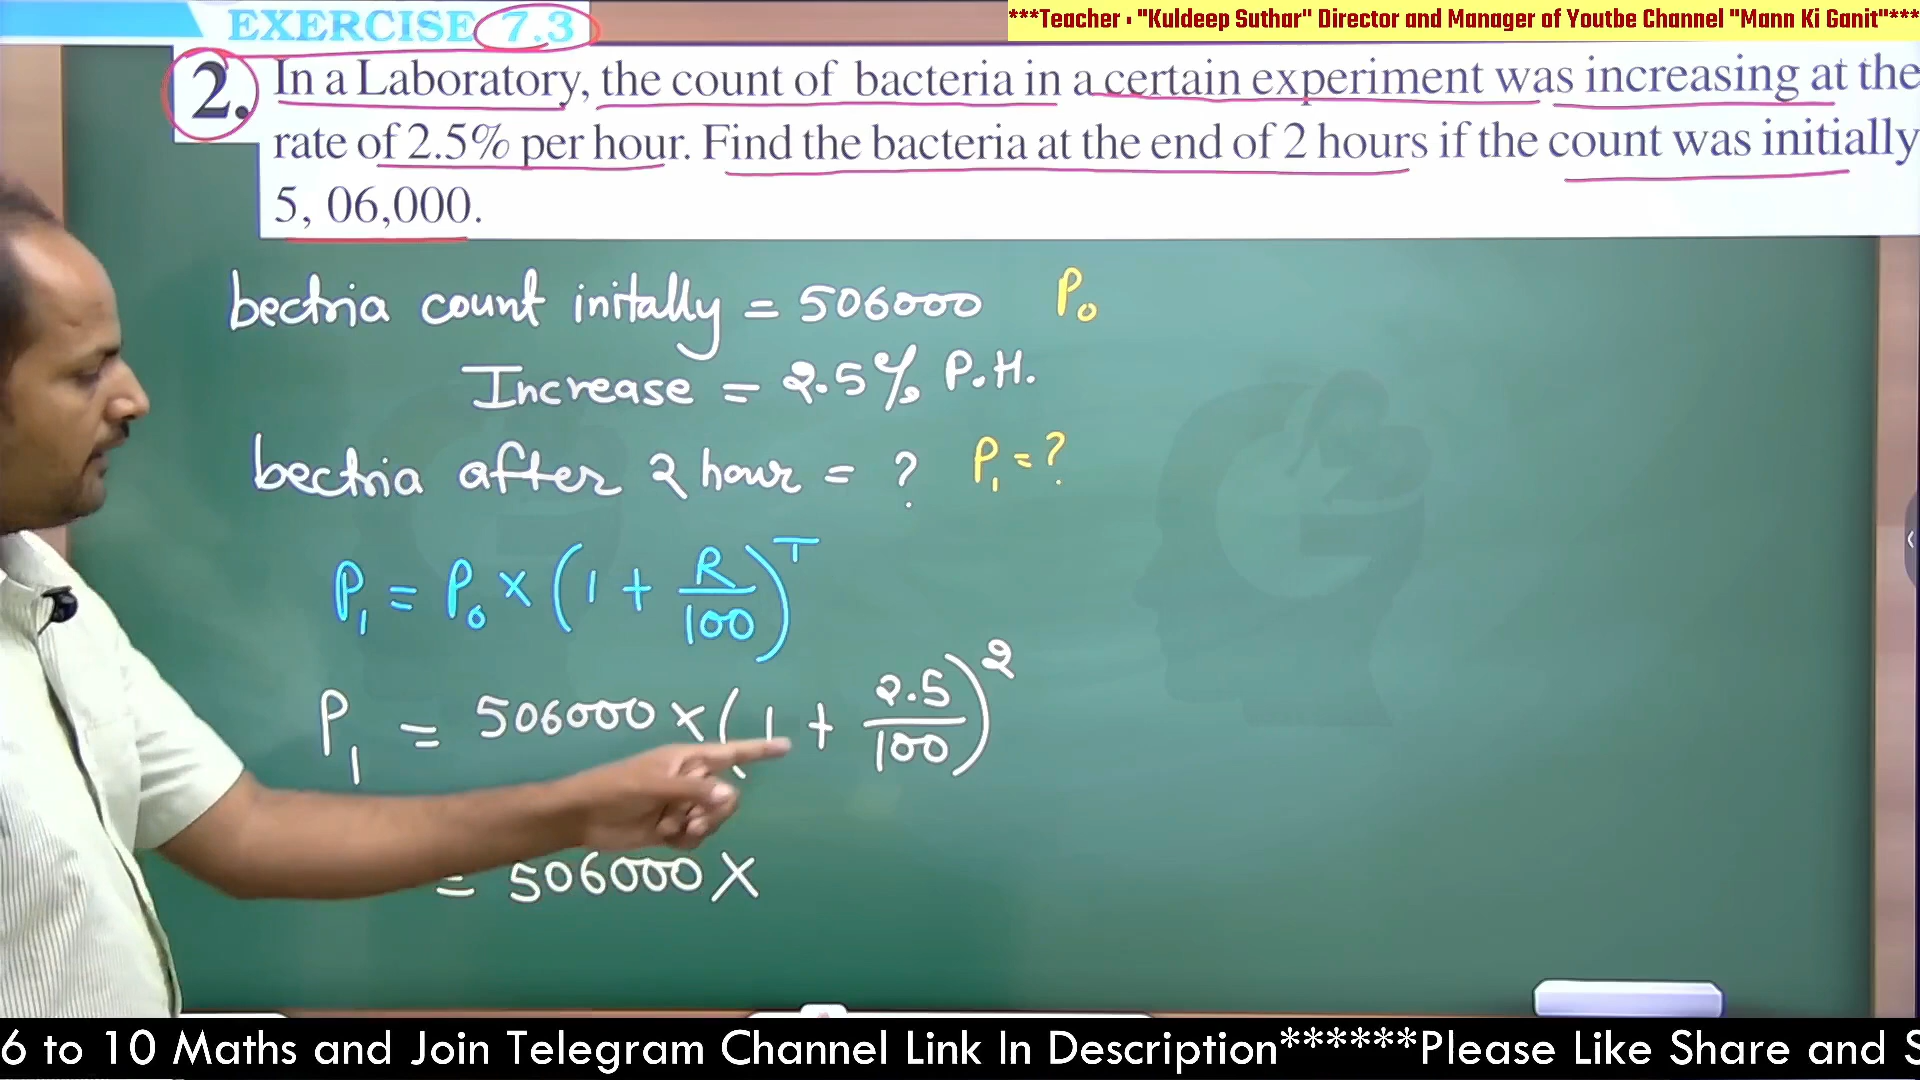 EXERCISE 7.3
***Teacher : "Kuldeep Suthar" Director and Manager of Youtbe Channel "Mann Ki Ganit"***
2. In a Laboratory, the count of bacteria in a certain experiment was increasing at the
rate of 2.5% per hour. Find the bacteria at the end of 2 hours if the count was initially
5, 06,000.
bectria count initally = 506000 P₀
Increase = 2.5% P.H.
bectria after 2 hour = ? P₁ = ?
P₁ = P₀ × (1 + R/100)^T
P₁ = 506000 × (1 + 2.5/100)²
= 506000 ×
6 to 10 Maths and Join Telegram Channel Link In Description******Please Like Share and S